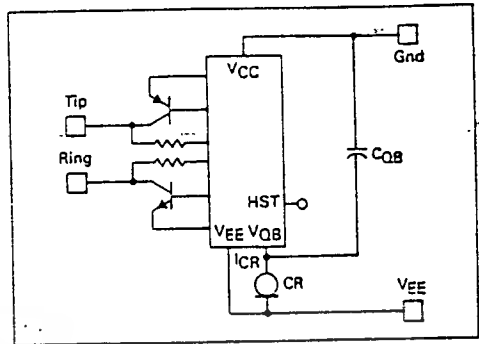 Gnd
VCC
Tip
CQB
Ring
HST
VEE VQB
ICR
CR
VEE